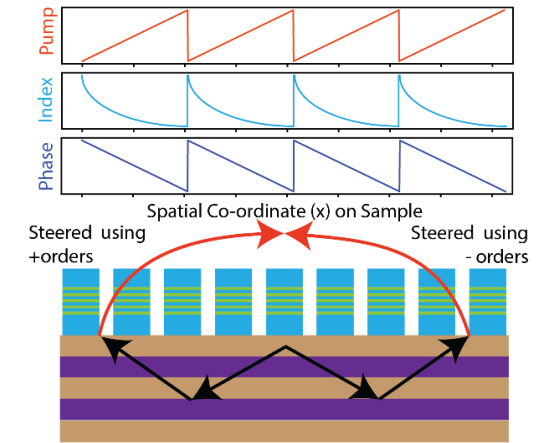 Pump
Index
Phase
Spatial Co-ordinate (x) on Sample
Steered using
+orders
Steered using
- orders